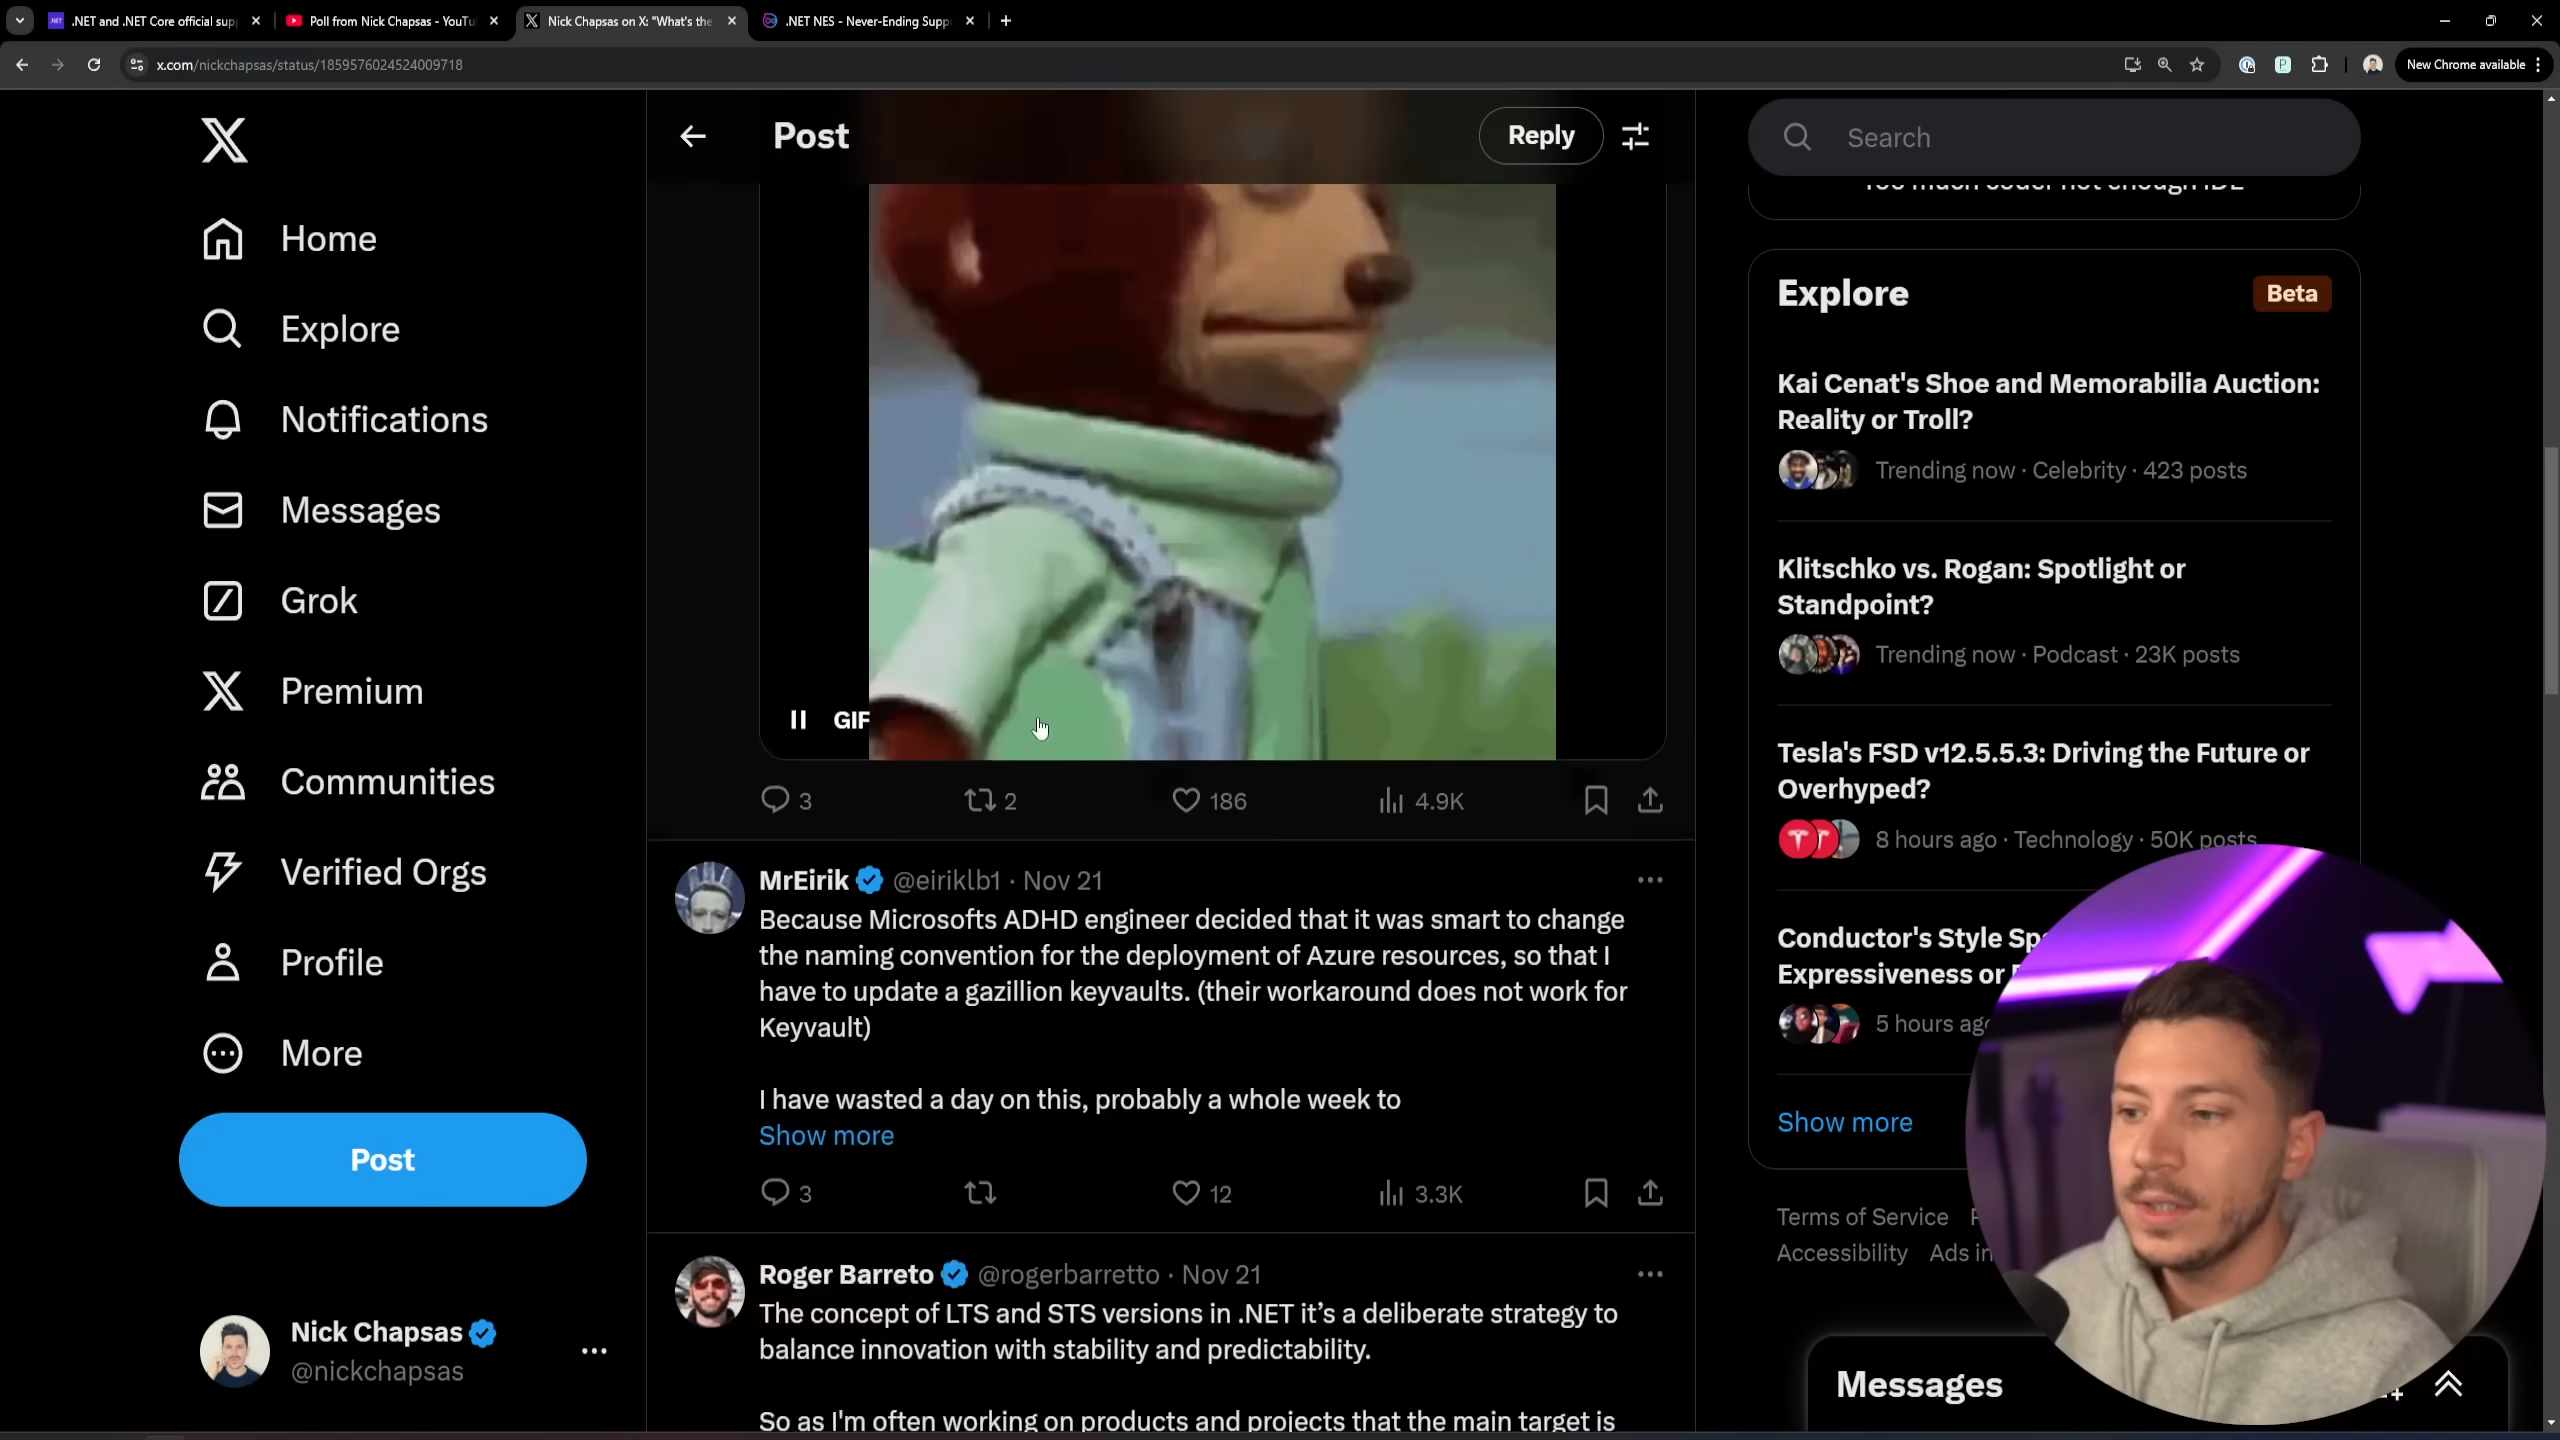 .NET and .NET Core official sup
Poll from Nick Chapsas - YouTu
Nick Chapsas on X: "What's the
.NET NES - Never-Ending Supp
x.com/nickchapsas/status/1859576024524009718
New Chrome available
Home
Explore
Notifications
Messages
Grok
Premium
Communities
Verified Orgs
Profile
More
Post
Nick Chapsas
@nickchapsas
Post
Reply
GIF
3
2
186
4.9K
MrEirik @eiriklb1 · Nov 21
Because Microsofts ADHD engineer decided that it was smart to change
the naming convention for the deployment of Azure resources, so that I
have to update a gazillion keyvaults. (their workaround does not work for
Keyvault)
I have wasted a day on this, probably a whole week to
Show more
3
12
3.3K
Roger Barreto @rogerbarretto · Nov 21
The concept of LTS and STS versions in .NET it’s a deliberate strategy to
balance innovation with stability and predictability.
So as I'm often working on products and projects that the main target is
Search
Explore
Beta
Kai Cenat's Shoe and Memorabilia Auction:
Reality or Troll?
Trending now · Celebrity · 423 posts
Klitschko vs. Rogan: Spotlight or
Standpoint?
Trending now · Podcast · 23K posts
Tesla's FSD v12.5.5.3: Driving the Future or
Overhyped?
8 hours ago · Technology · 50K posts
Conductor's Style Sp
Expressiveness or
5 hours ag
Show more
Terms of Service
Accessibility Ads in
Messages